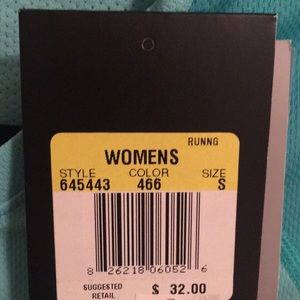 RUNNG
WOMENS
STYLE COLOR SIZE
645443 466 S
8 26218 06052 6
SUGGESTED
RETAIL
$ 32.00